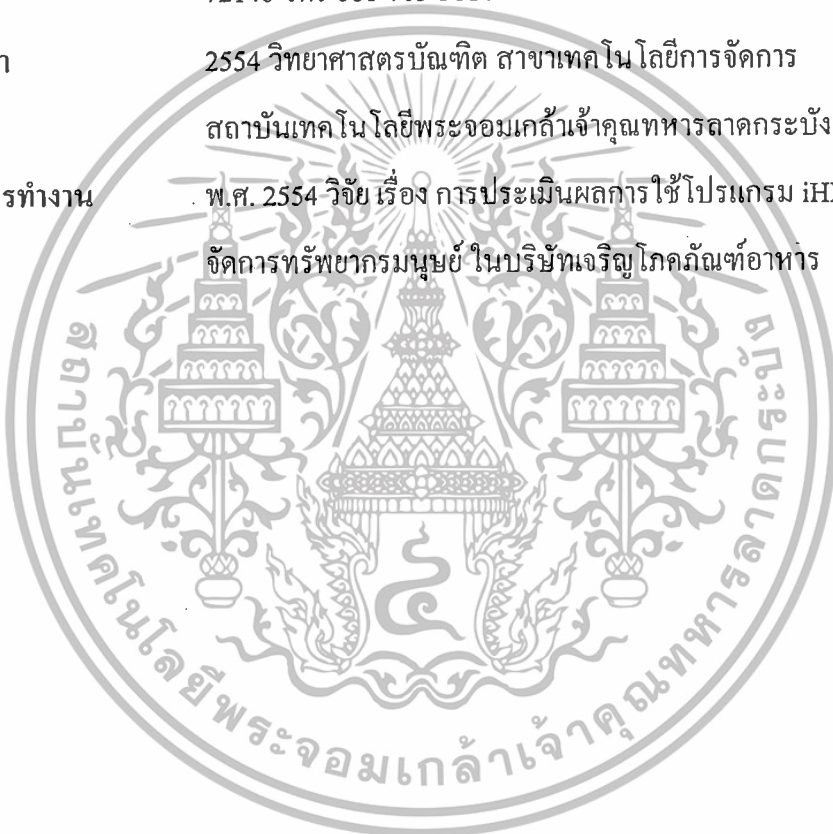 า 2554 วิทยาศาสตรบัณฑิต สาขาเทคโนโลยีการจัดการ
สถาบันเทคโนโลยีพระจอมเกล้าเจ้าคุณทหารลาดกระบัง
รทำงาน พ.ศ. 2554 วิจัย เรื่อง การประเมินผลการใช้โปรแกรม
จัดการทรัพยากรมนุษย์ ในบริษัทเจริญโภคภัณฑ์อาหาร
๔
สถาบันเทคโนโลยีพระจอมเกล้าเจ้าคุณทหารลาดกระบัง